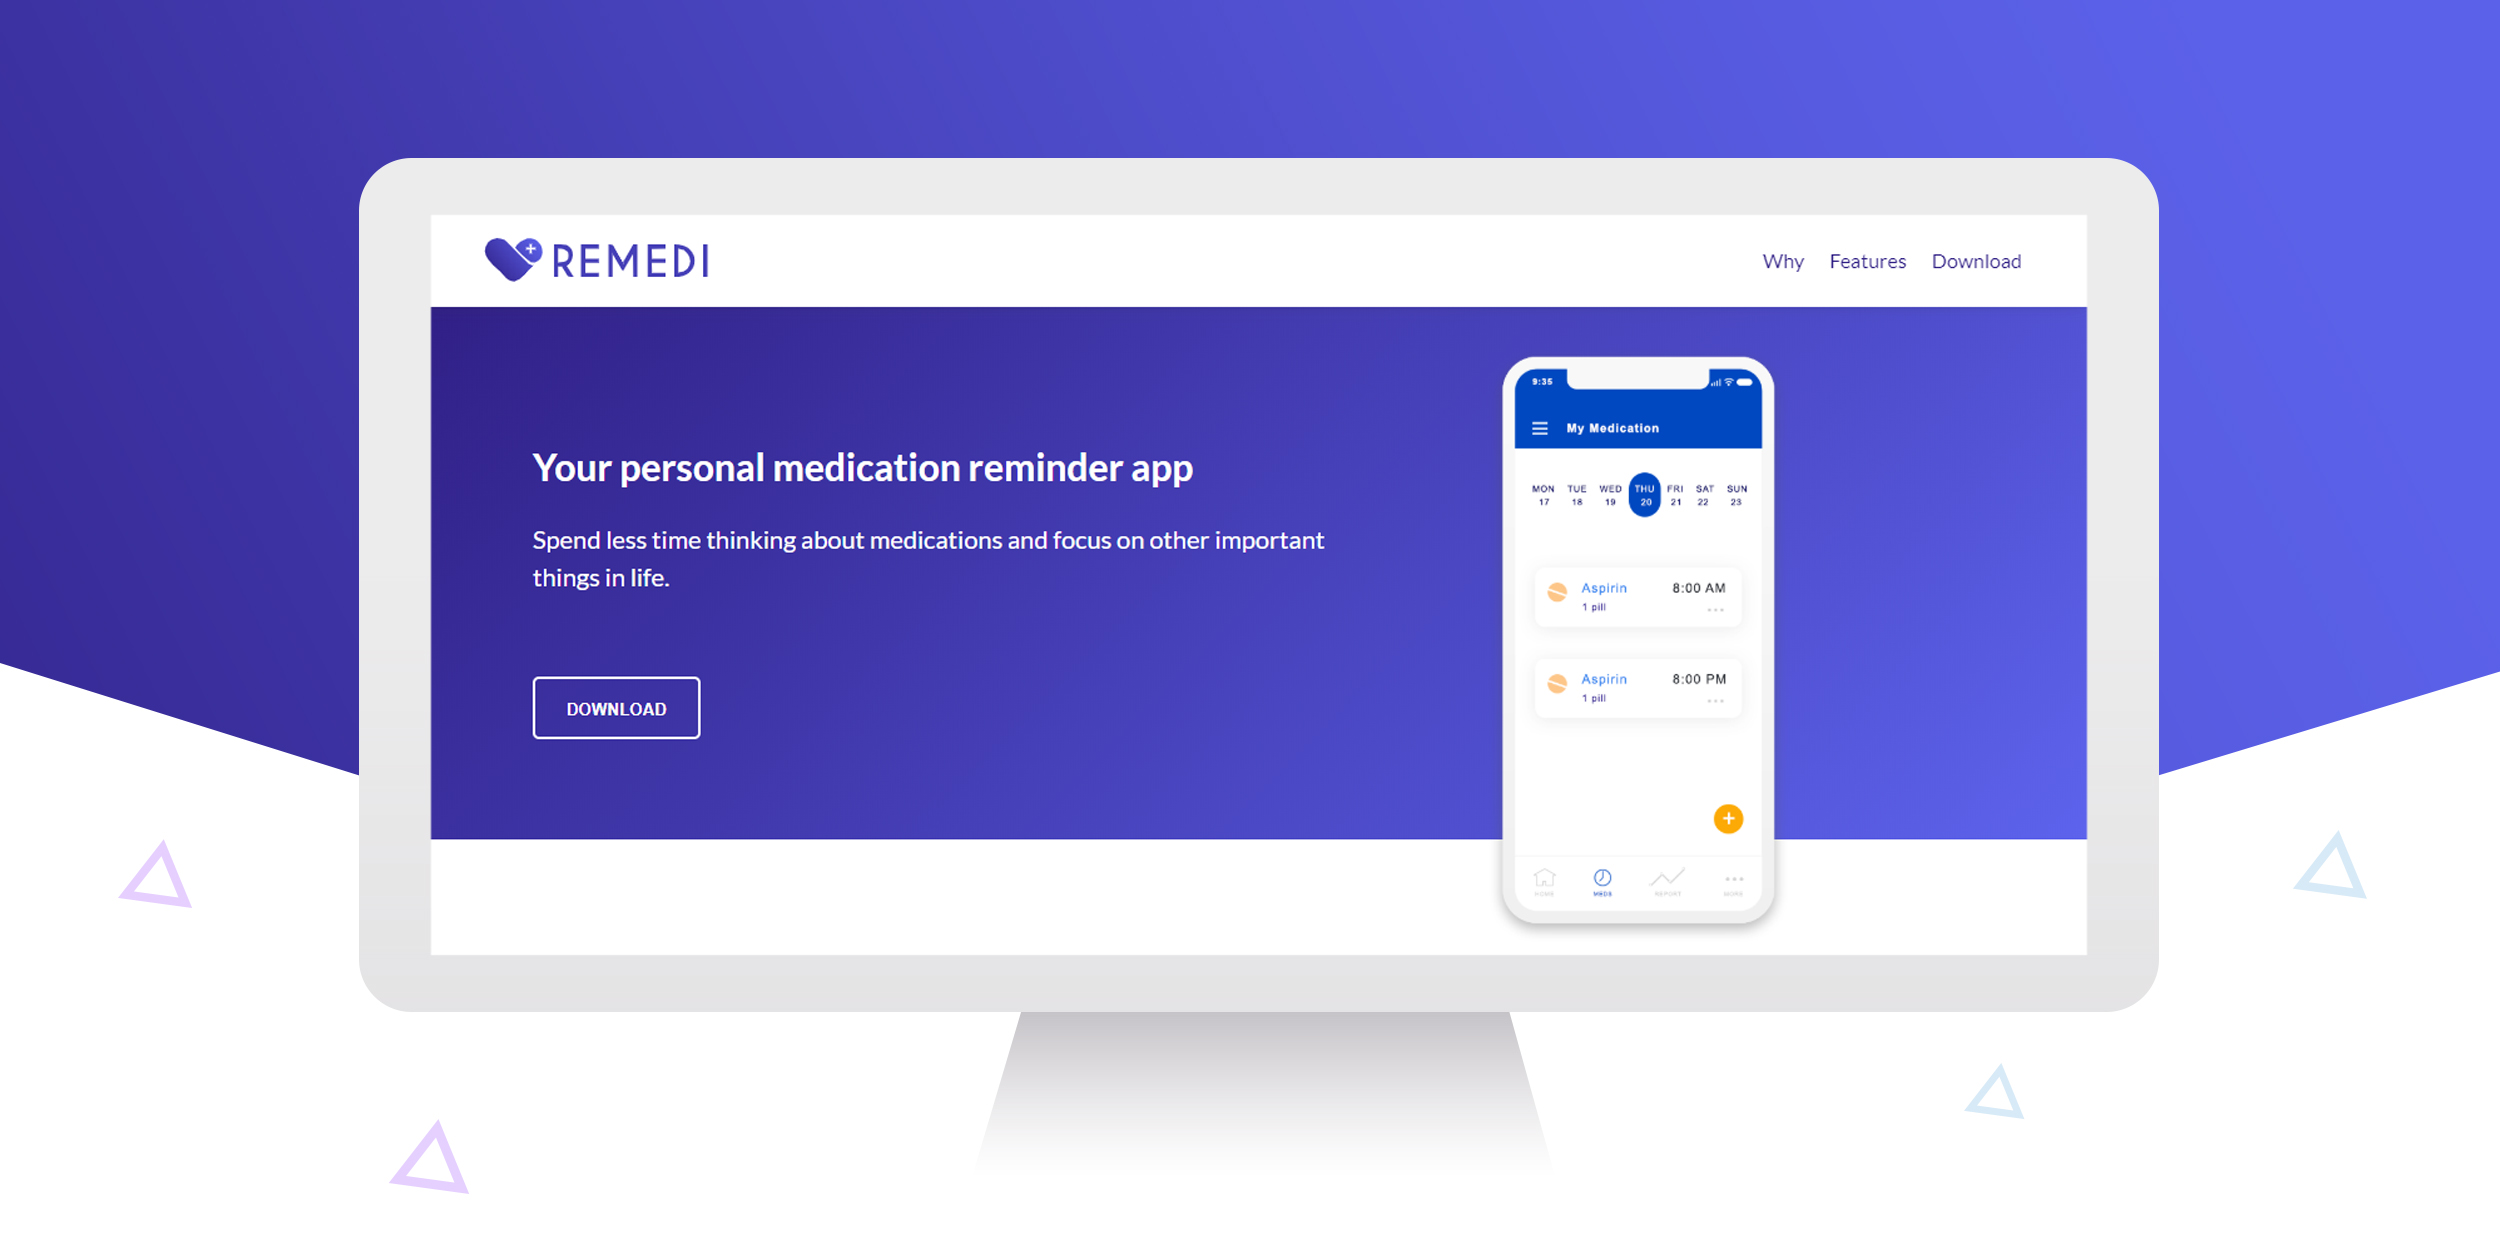 REMEDI
Why Features Download
Your personal medication reminder app
Spend less time thinking about medications and focus on other important
things in life.
DOWNLOAD
9:35
My Medication
MON TUE WED THU FRI SAT SUN
17 18 19 20 21 22 23
Aspirin 8:00 AM
1 pill
Aspirin 8:00 PM
1 pill
HOME MEDS REPORT MORE